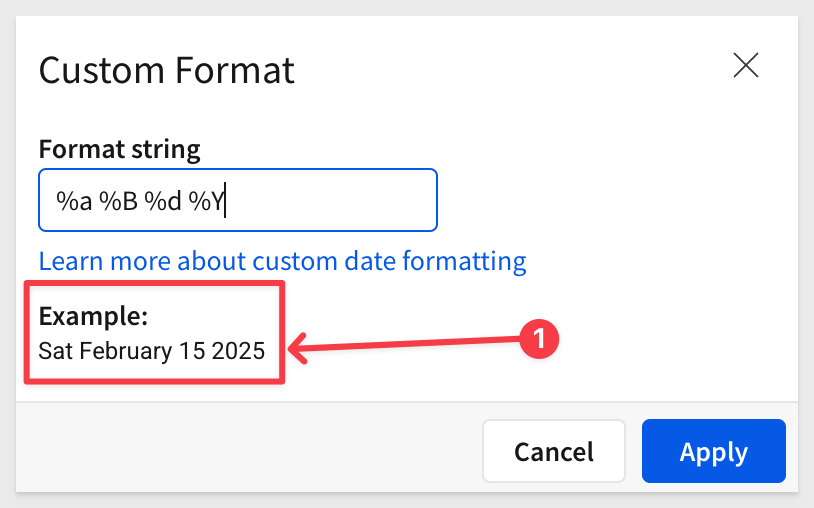 Custom Format
Format string
%a %B %d %Y
Learn more about custom date formatting
Example:
Sat February 15 2025
1
Cancel
Apply